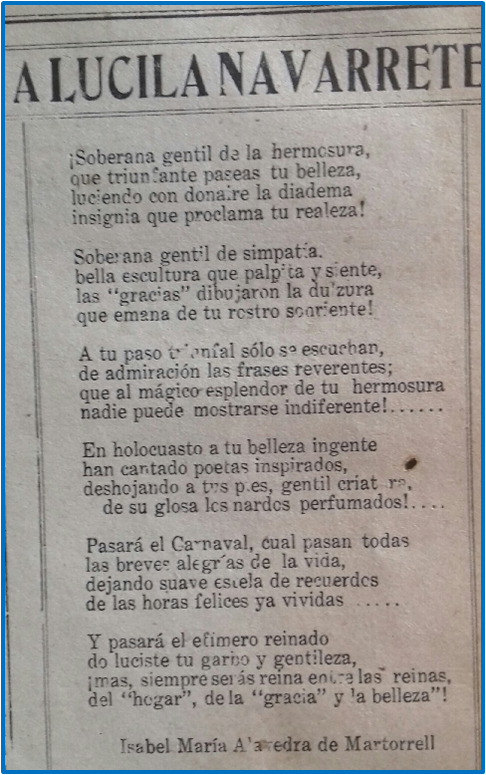 A LUCILA NAVARRETE
¡Soberana gentil de la hermosura,
que triunfante paseas tu belleza,
luciendo con donaire la diadema
insignia que proclama tu realeza!
Soberana gentil de simpatía.
bella escultura que palpita y siente,
las "gracias" dibujaron la dulzura
que emana de tu rostro sonriente!
A tu paso triunfal sólo se escuchan,
de admiración las frases reverentes;
que al mágico esplendor de tu hermosura
nadie puede mostrarse indiferente!......
En holocuasto a tu belleza ingente
han cantado poetas inspirados,
deshojando a tus pies, gentil criatura,
de su glosa los nardos perfumados!....
Pasará el Carnaval, cual pasan todas
las breves alegrías de la vida,
dejando suave estela de recuerdos
de las horas felices ya vividas .....
Y pasará el efímero reinado
do luciste tu garbo y gentileza,
¡mas, siempre serás reina entre las reinas,
del "hogar", de la "gracia" y la belleza"!
Isabel María Alavedra de Martorrell